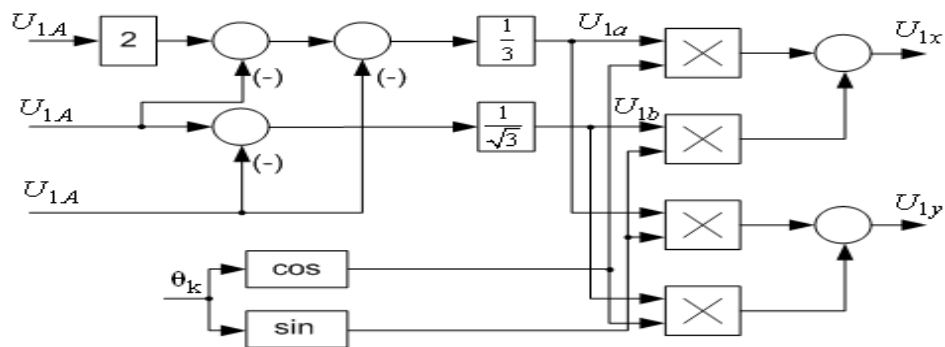 U1A
2
(-)
(-)
1/3
U1a
U1x
U1A
(-)
1/√3
U1b
U1A
U1y
θk
cos
sin